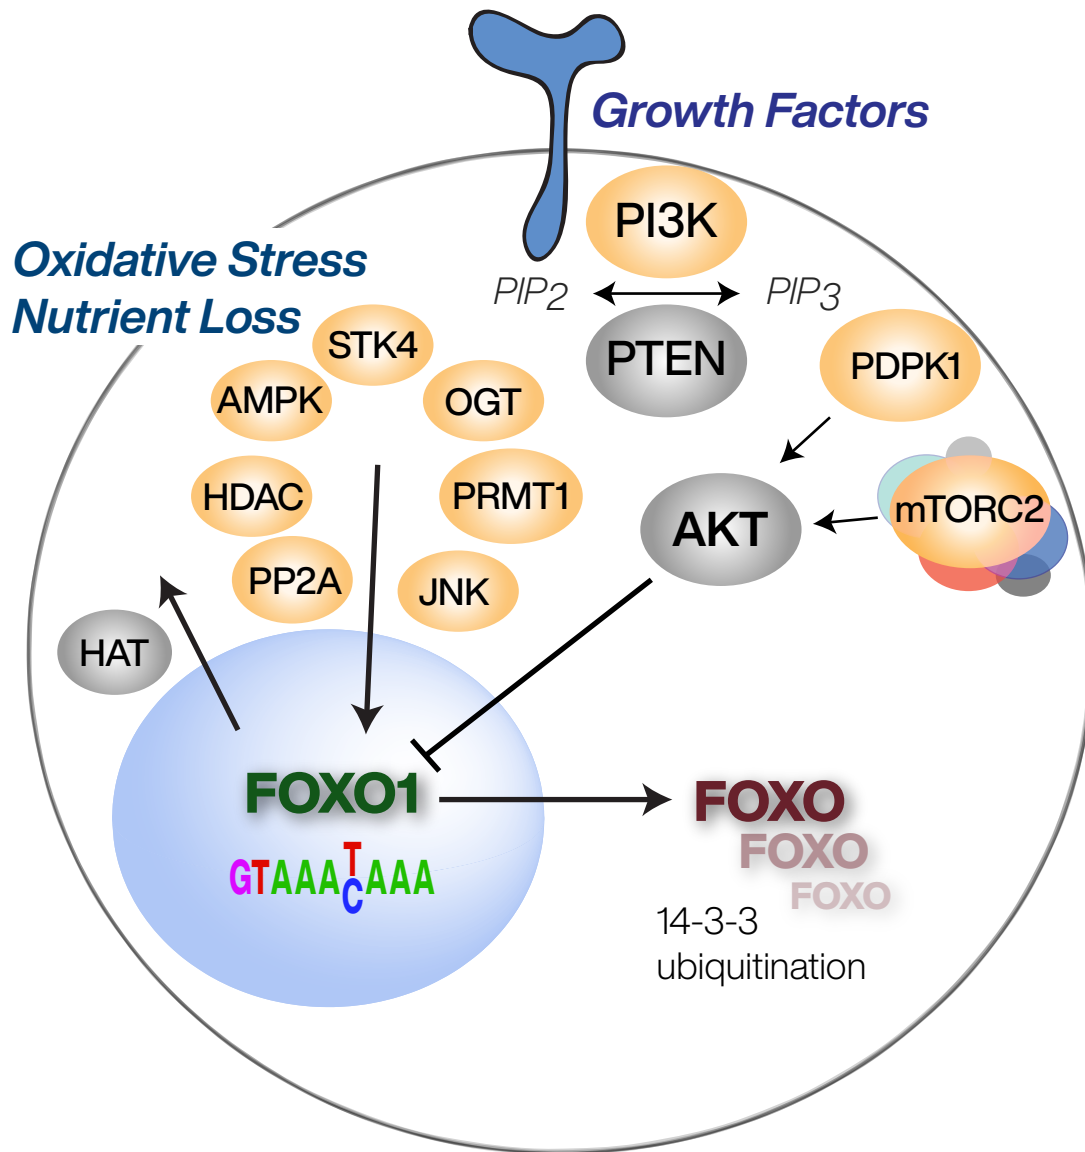 Growth Factors
PI3K
Oxidative Stress
Nutrient Loss
PIP2
PIP3
PTEN
PDPK1
STK4
AMPK
OGT
HDAC
PRMT1
mTORC2
AKT
PP2A
JNK
HAT
FOXO1
FOXO
FOXO
FOXO
GTAAATAAA
C
14-3-3
ubiquitination